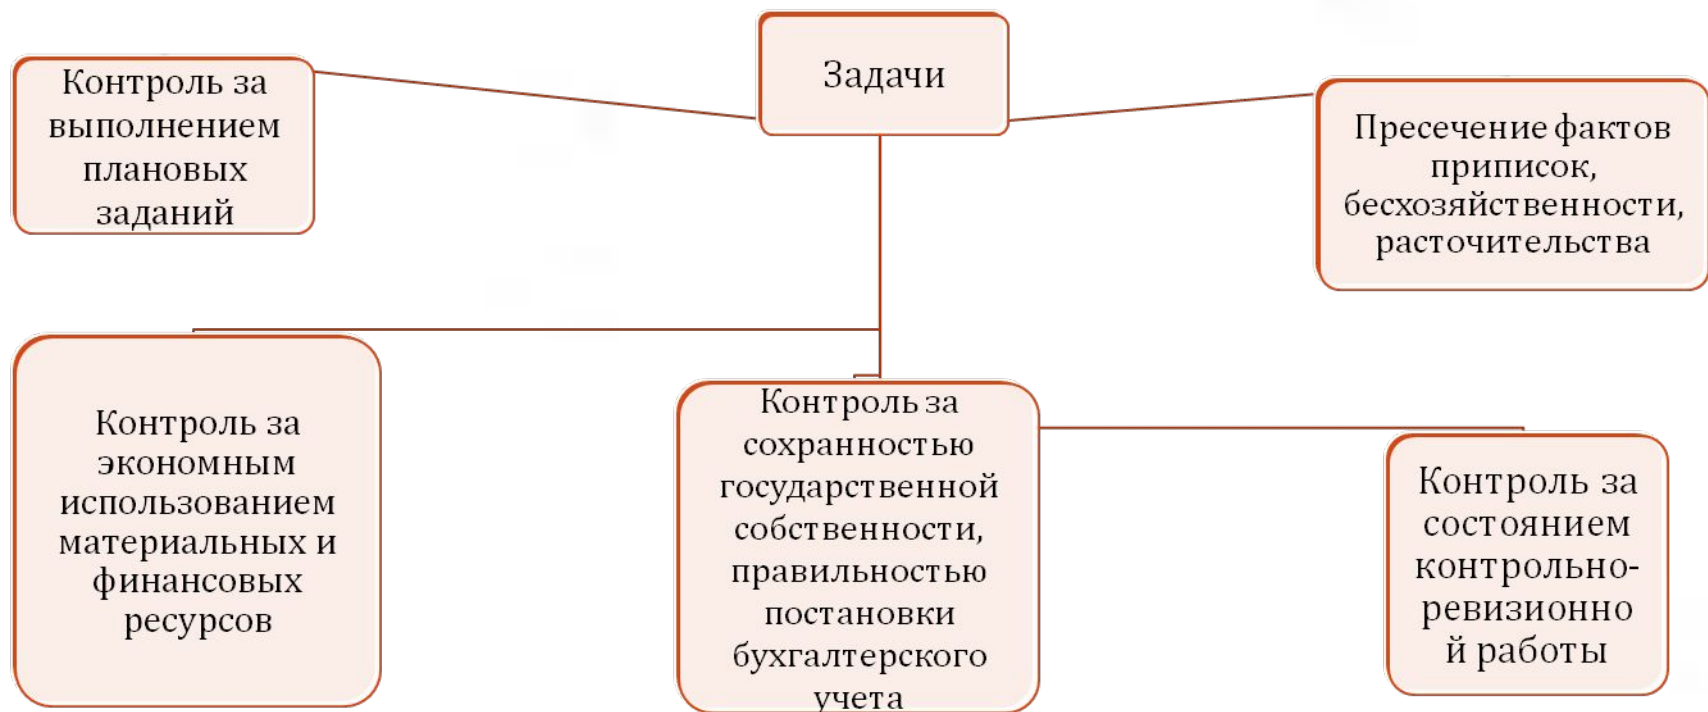 Задачи
Контроль за
выполнением
плановых
заданий
Пресечение фактов
приписок,
бесхозяйственности,
расточительства
Контроль за
экономным
использованием
материальных и
финансовых
ресурсов
Контроль за
сохранностью
государственной
собственности,
правильностью
постановки
бухгалтерского
учета
Контроль за
состоянием
контрольно-
ревизионно
й работы